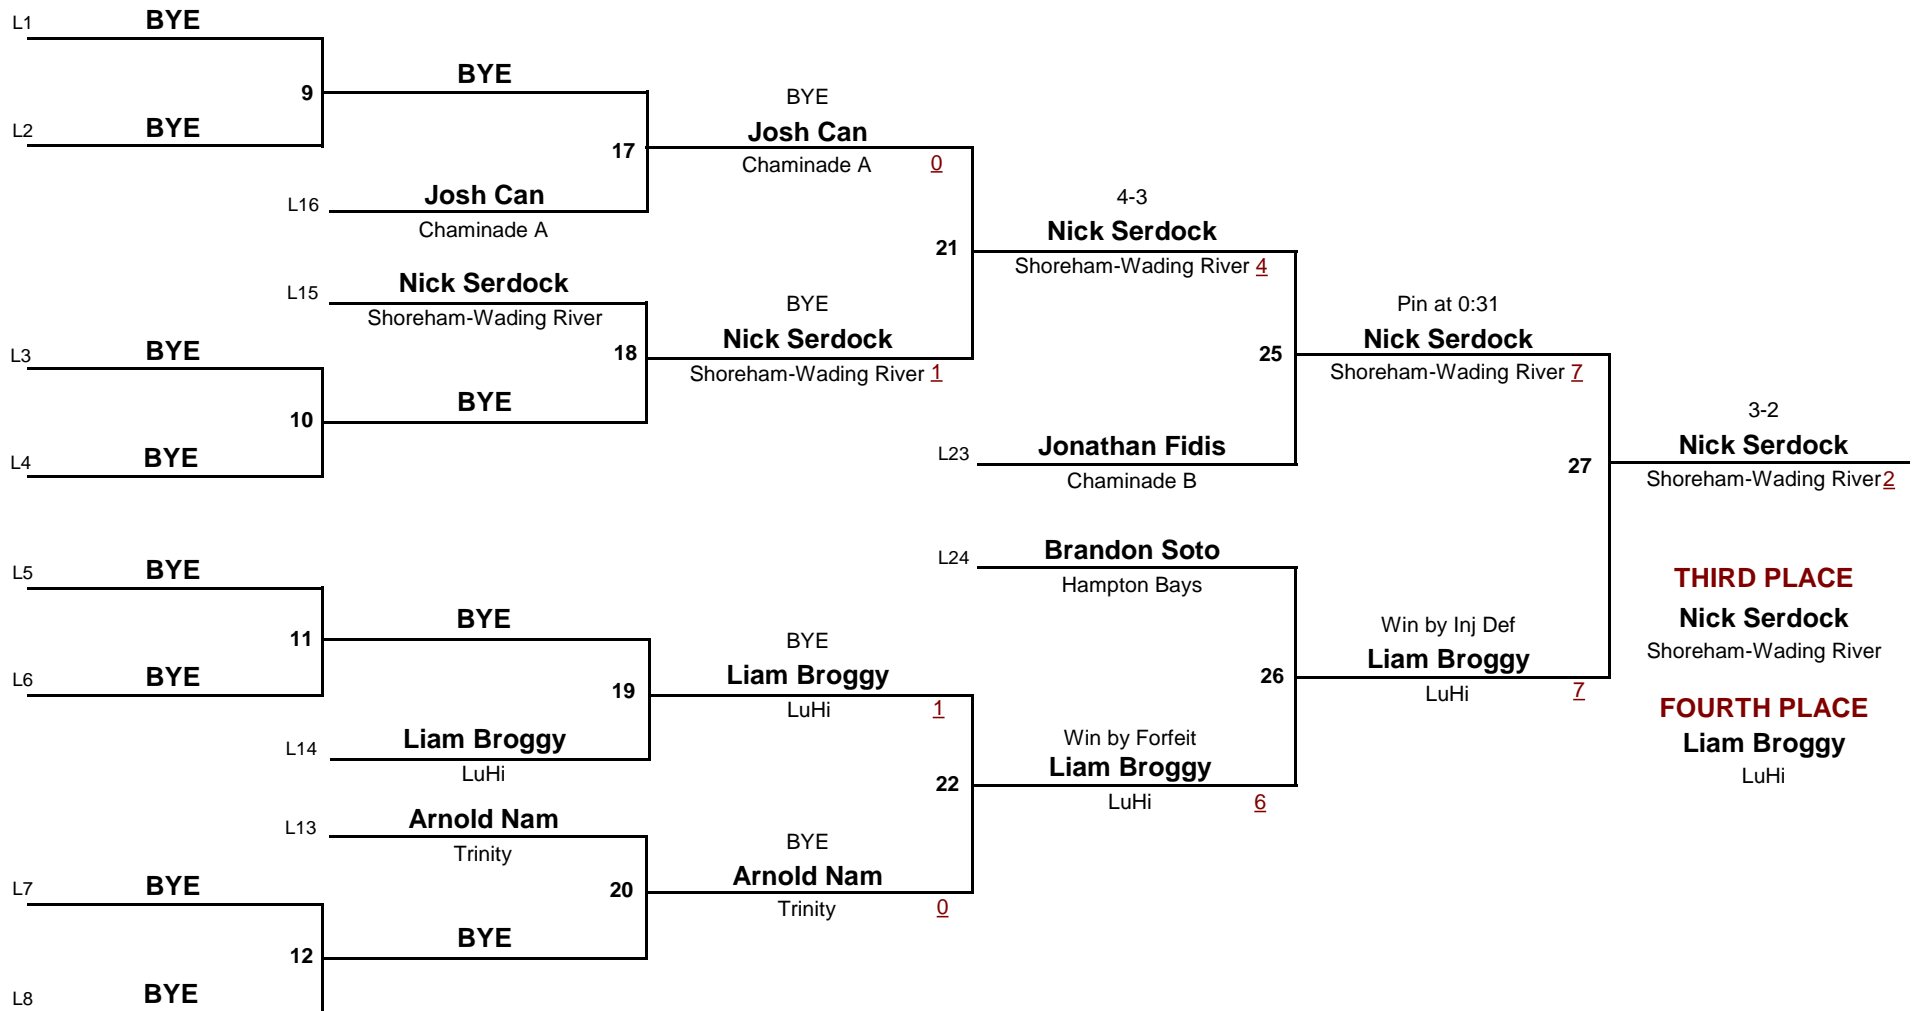 L1 BYE
9
L2 BYE
BYE
17
L16 Josh Can
Chaminade A
BYE
Josh Can
Chaminade A 0
L15 Nick Serdock
Shoreham-Wading River
18
L3 BYE
10
L4 BYE
BYE
BYE
Nick Serdock
Shoreham-Wading River 1
21
4-3
Nick Serdock
Shoreham-Wading River 4
25
L23 Jonathan Fidis
Chaminade B
Pin at 0:31
Nick Serdock
Shoreham-Wading River 7
27
3-2
Nick Serdock
Shoreham-Wading River 2
L5 BYE
11
L6 BYE
BYE
19
L14 Liam Broggy
LuHi
BYE
Liam Broggy
LuHi 1
L13 Arnold Nam
Trinity
20
L7 BYE
12
L8 BYE
BYE
BYE
Arnold Nam
Trinity 0
22
L24 Brandon Soto
Hampton Bays
26
Win by Forfeit
Liam Broggy
LuHi 6
Win by Inj Def
Liam Broggy
LuHi 7
THIRD PLACE
Nick Serdock
Shoreham-Wading River
FOURTH PLACE
Liam Broggy
LuHi